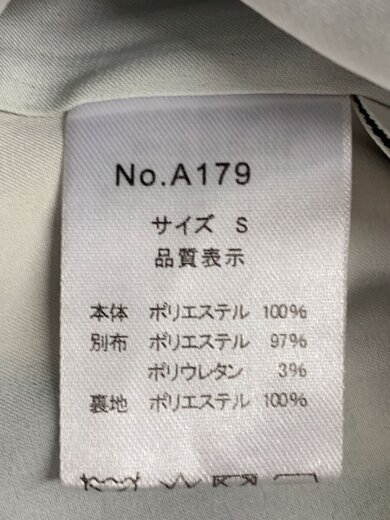 No.A179
サイズ S
品質表示
本体 ポリエステル 100%
別布 ポリエステル 97%
ポリウレタン 3%
裏地 ポリエステル 100%